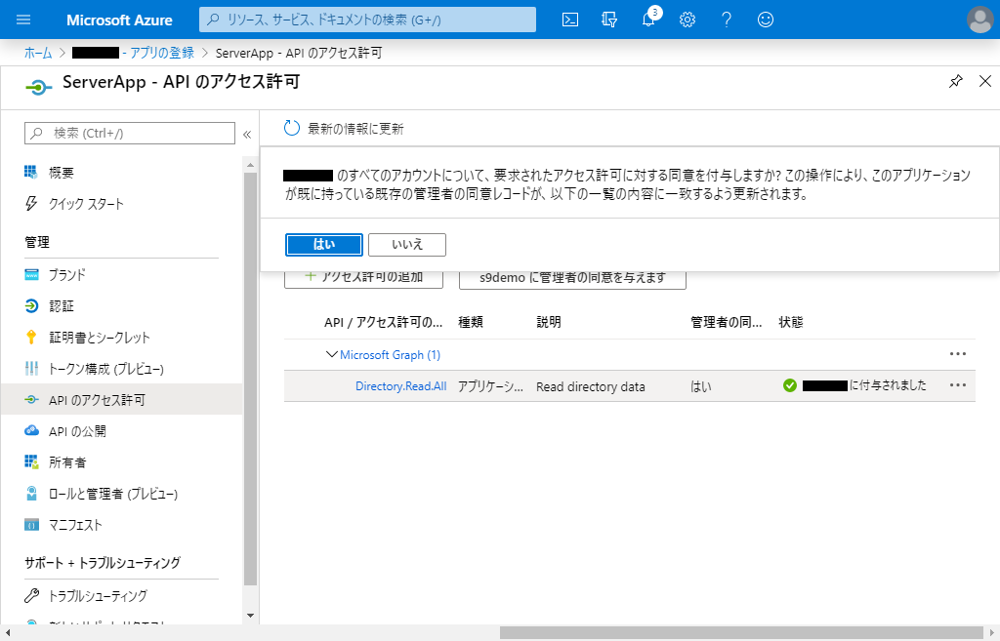 Microsoft Azure
リソース、サービス、ドキュメントの検索 (G+/)
3
ホーム > - アプリの登録 > ServerApp - API のアクセス許可
ServerApp - API のアクセス許可
検索 (Ctrl+/)
最新の情報に更新
のすべてのアカウントについて、要求されたアクセス許可に対する同意を付与しますか? この操作により、このアプリケーション
が既に持っている既存の管理者の同意レコードが、以下の一覧の内容に一致するよう更新されます。
はい
いいえ
アクセス許可の追加
s9demo に管理者の同意を与えます
API / アクセス許可の... 種類 説明 管理者の同... 状態
Microsoft Graph (1)
Directory.Read.All アプリケーシ... Read directory data はい に付与されました
概要
クイック スタート
管理
ブランド
認証
証明書とシークレット
トークン構成 (プレビュー)
API のアクセス許可
API の公開
所有者
ロールと管理者 (プレビュー)
マニフェスト
サポート + トラブルシューティング
トラブルシューティング